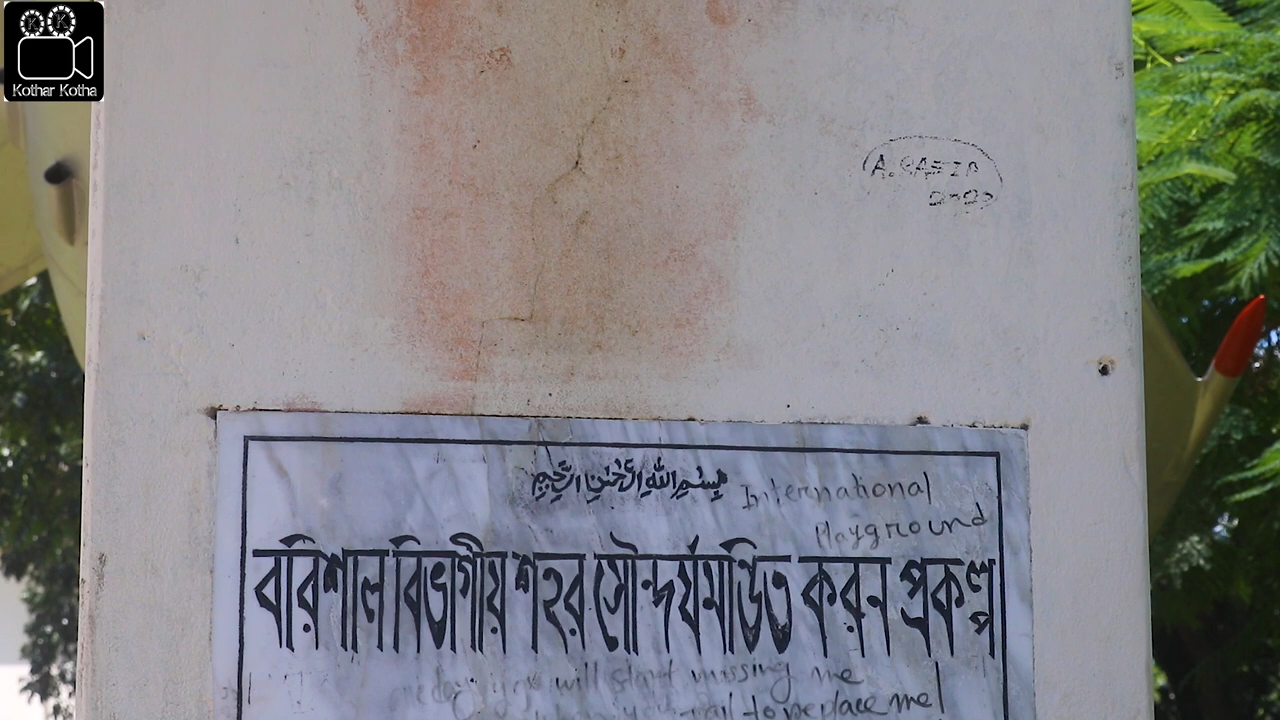 Kothar Kotha
بسم الله الرحمن الرحيم
International
Playground
বরিশাল বিভাগীয় শহর সৌন্দর্যমন্ডিত করন প্রকল্প
will start missing me
to replace me!